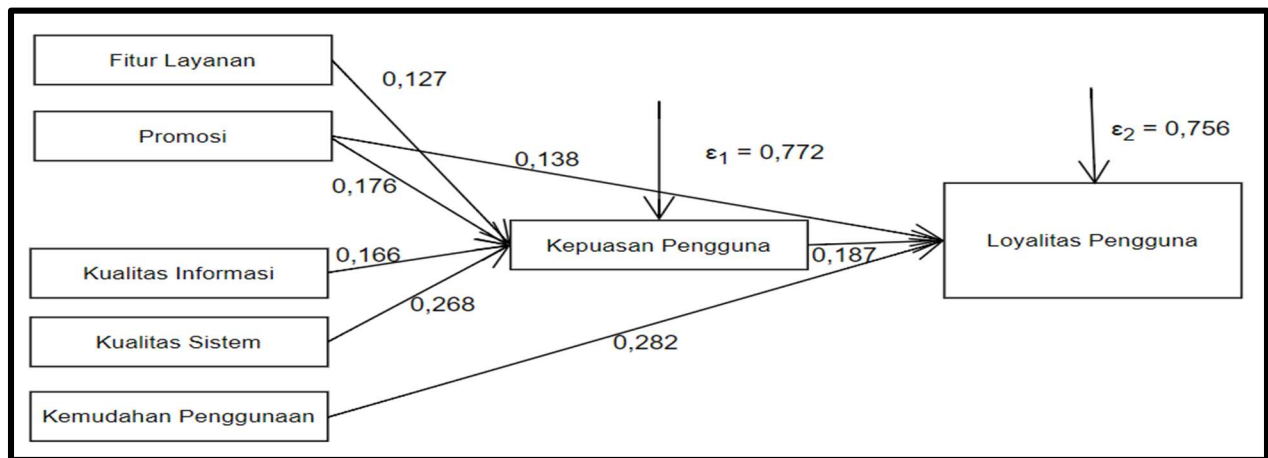 Fitur Layanan
0,127
Promosi
0,138
0,176
ε1 = 0,772
ε2 = 0,756
Kepuasan Pengguna
0,187
Loyalitas Pengguna
Kualitas Informasi
0,166
Kualitas Sistem
0,268
0,282
Kemudahan Penggunaan